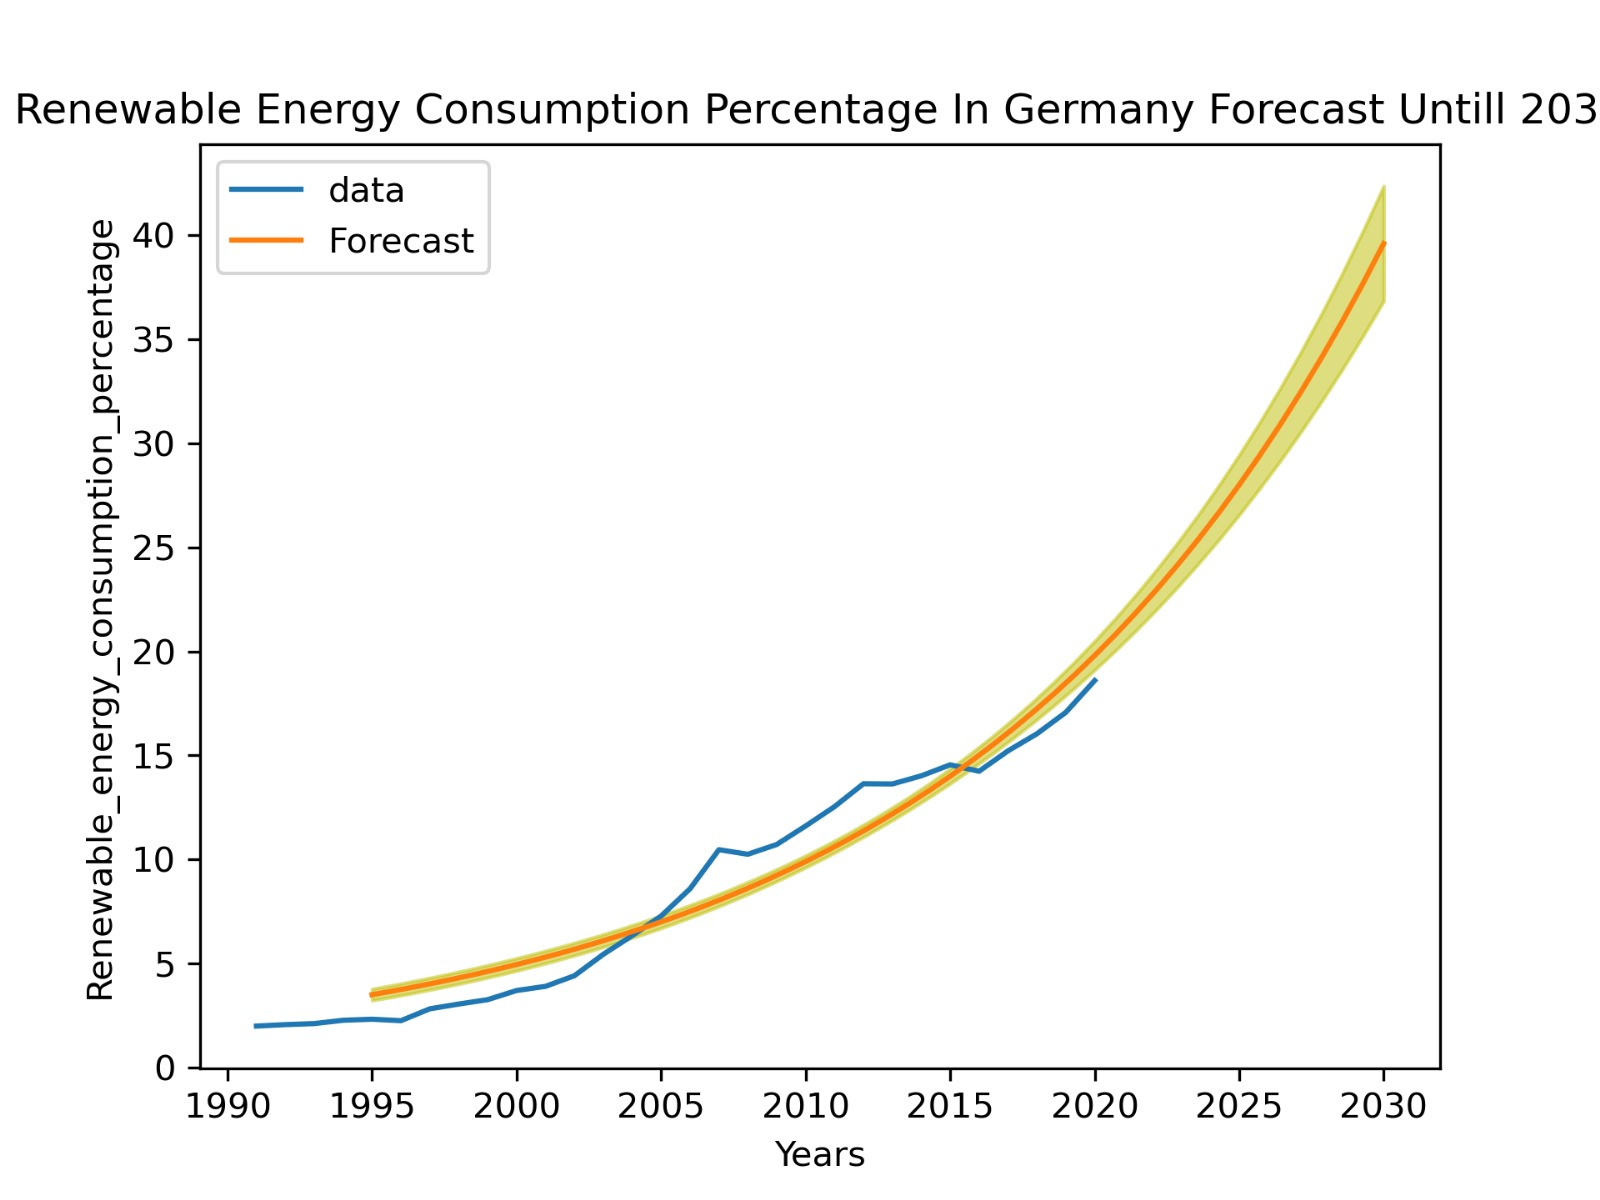 Renewable Energy Consumption Percentage In Germany Forecast Untill 203
data
Forecast
Renewable_energy_consumption_percentage
40
35
30
25
20
15
10
5
0
1990 1995 2000 2005 2010 2015 2020 2025 2030
Years